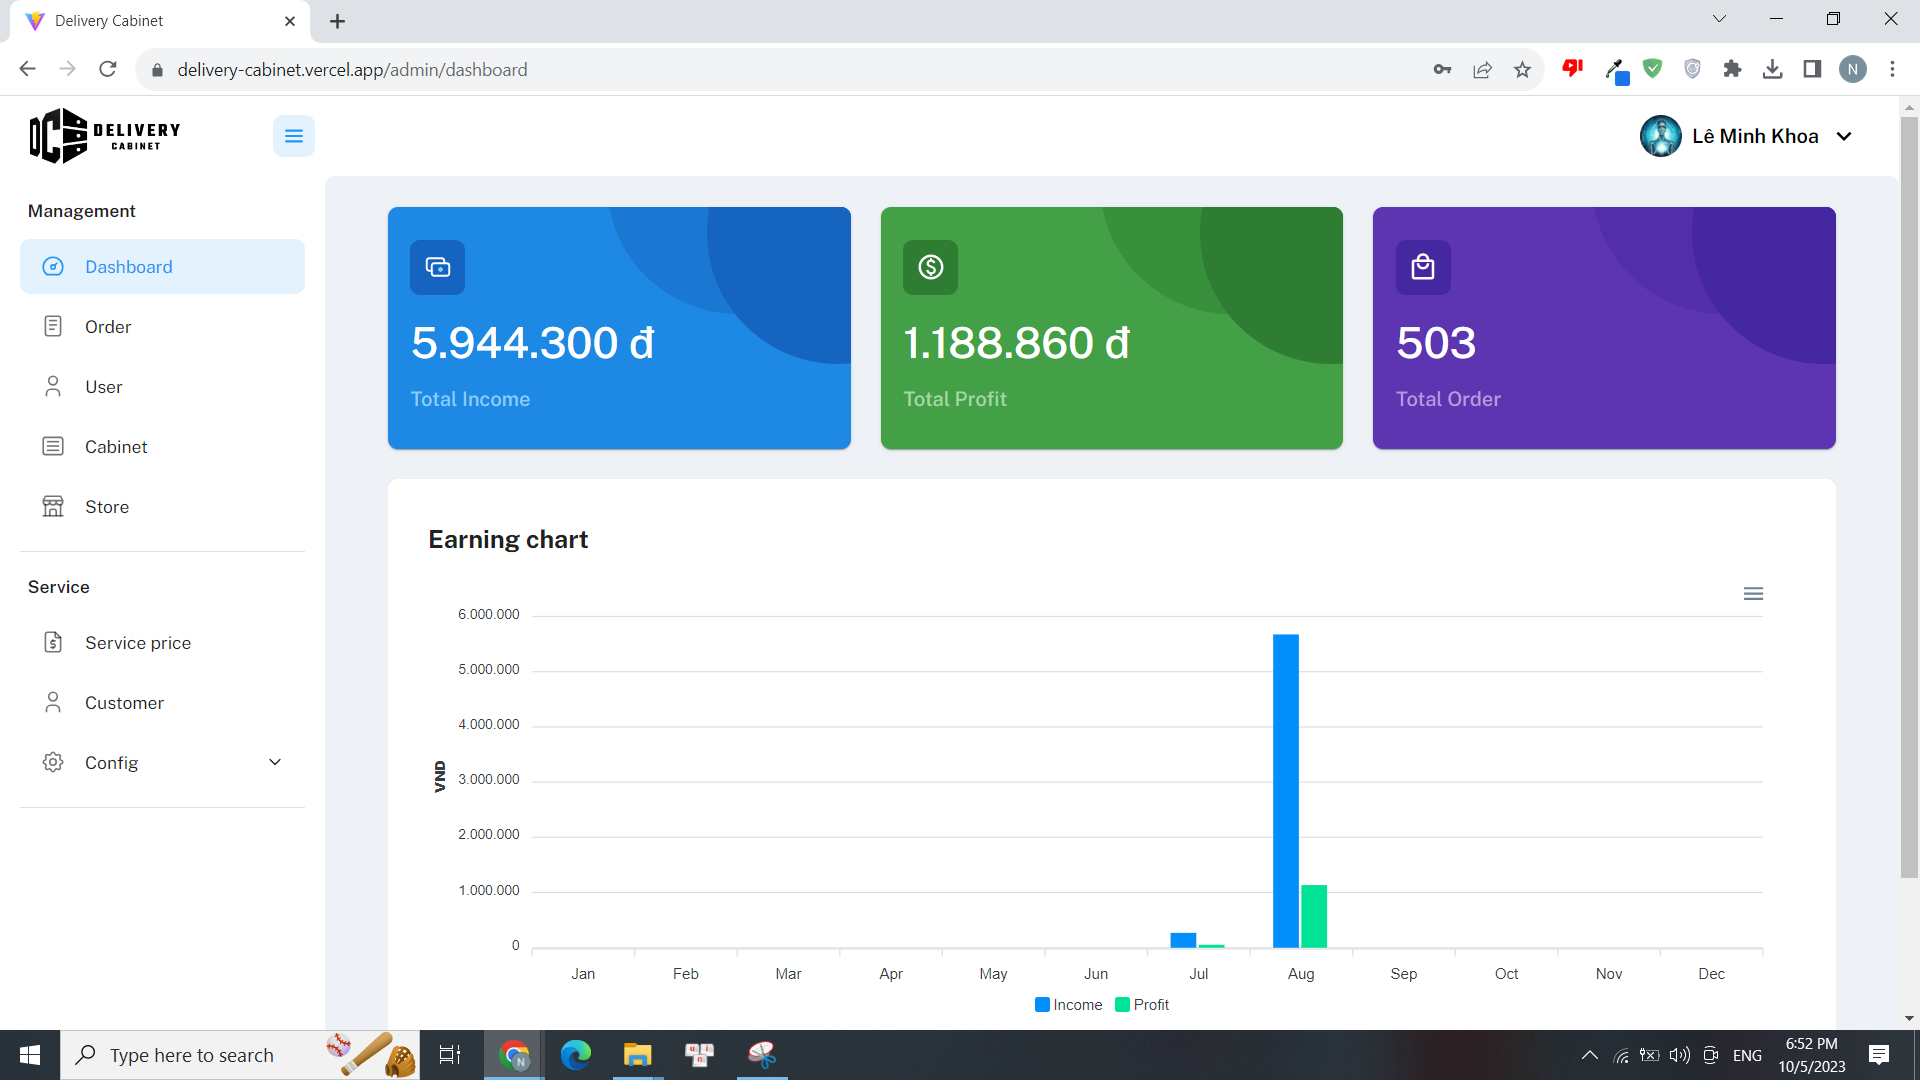 Delivery Cabinet
delivery-cabinet.vercel.app/admin/dashboard
N
DELIVERY
CABINET
Lê Minh Khoa
Management
Dashboard
Order
User
Cabinet
Store
Service
Service price
Customer
Config
5.944.300 đ
Total Income
1.188.860 đ
Total Profit
503
Total Order
Earning chart
6.000.000
5.000.000
4.000.000
3.000.000
2.000.000
1.000.000
0
VND
Jan Feb Mar Apr May Jun Jul Aug Sep Oct Nov Dec
Income Profit
Type here to search
N
ENG
6:52 PM
10/5/2023